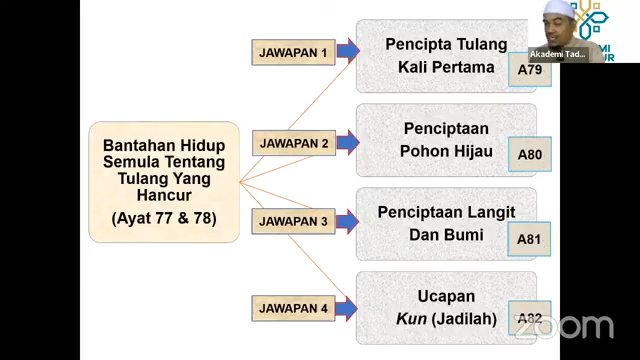 Bantahan Hidup
Semula Tentang
Tulang Yang
Hancur
(Ayat 77 & 78)
JAWAPAN 1
Pencipta Tulang
Kali Pertama
A79
JAWAPAN 2
Penciptaan
Pohon Hijau
A80
JAWAPAN 3
Penciptaan Langit
Dan Bumi
A81
JAWAPAN 4
Ucapan
Kun (Jadilah)
A82
Akademi Tad...
zoom